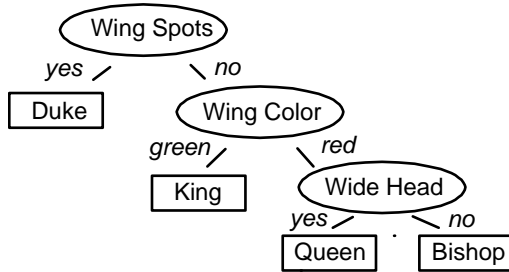 Wing Spots
yes no
Duke Wing Color
green red
King Wide Head
yes no
Queen Bishop